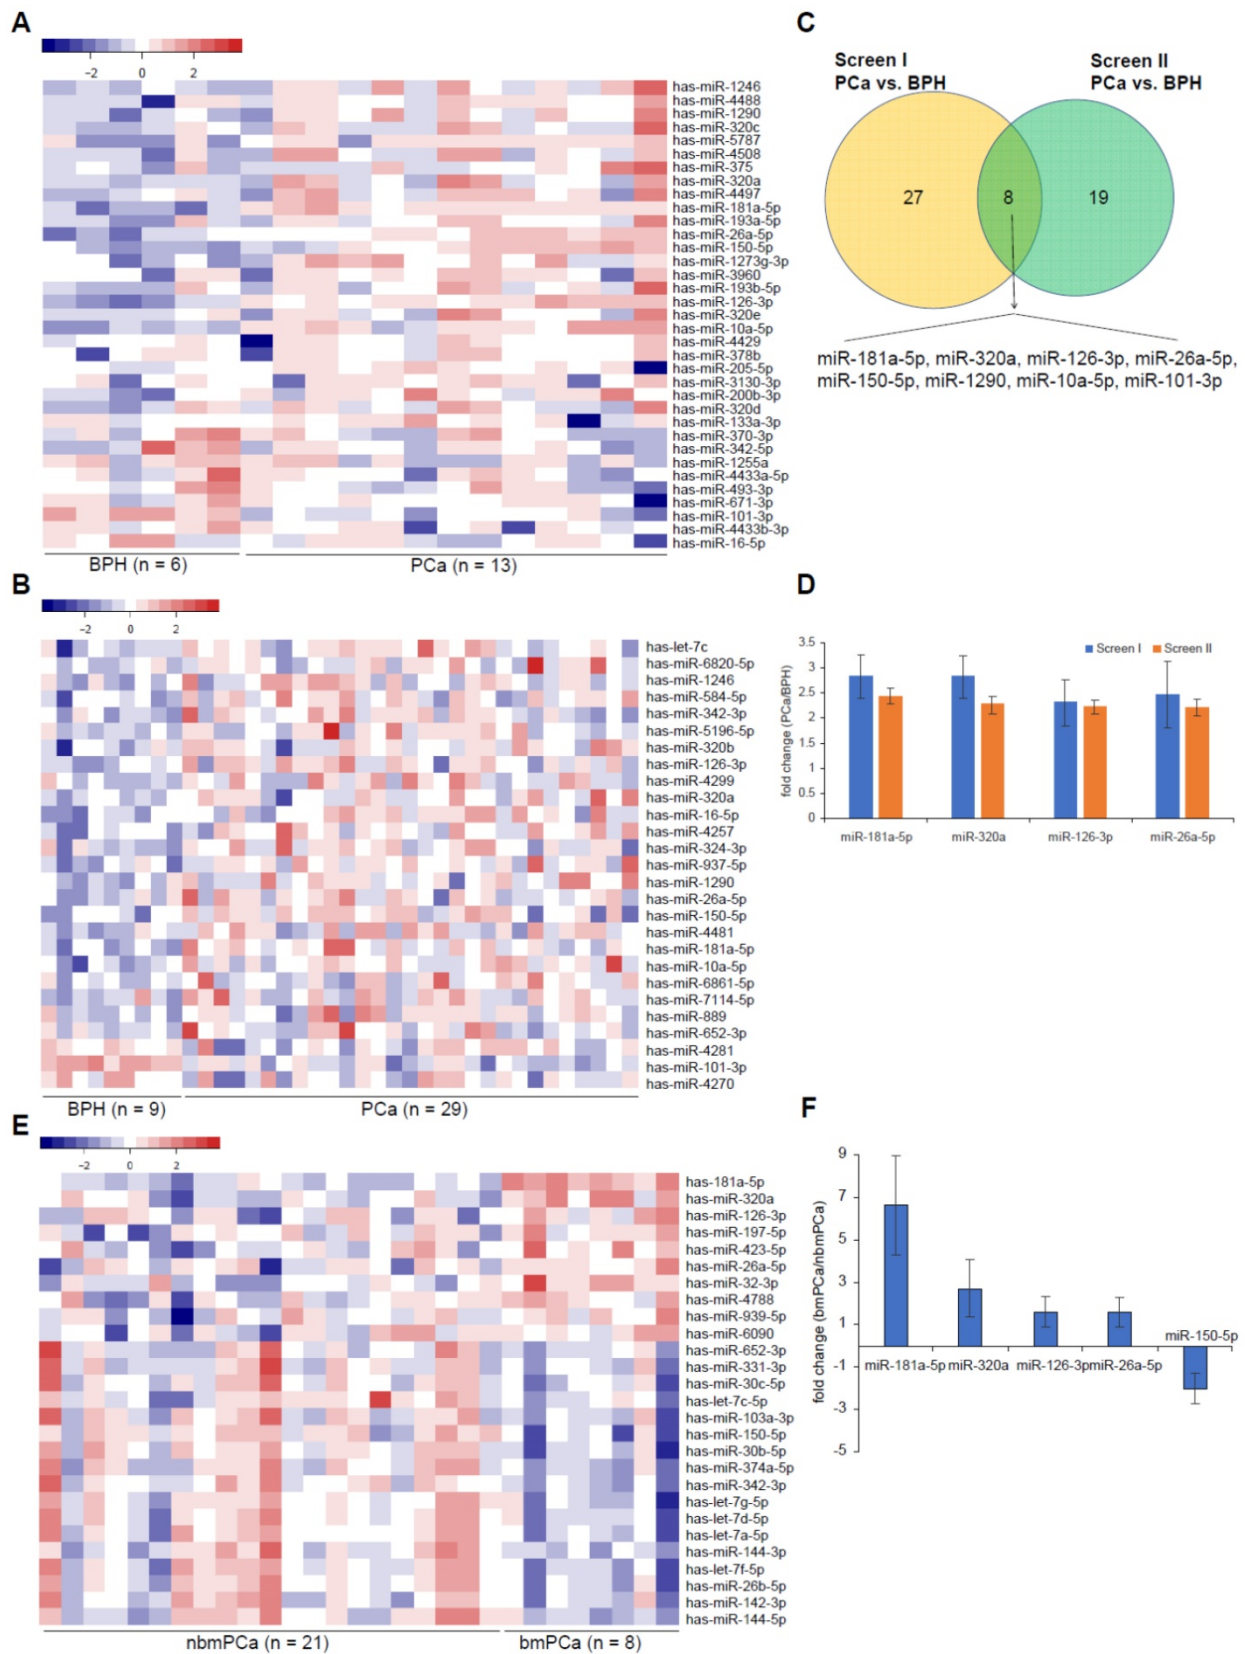 A
−2 0 2
has-miR-1246
has-miR-4488
has-miR-1290
has-miR-320c
has-miR-5787
has-miR-4508
has-miR-375
has-miR-320a
has-miR-4497
has-miR-181a-5p
has-miR-193a-5p
has-miR-26a-5p
has-miR-150-5p
has-miR-1273g-3p
has-miR-3960
has-miR-193b-5p
has-miR-126-3p
has-miR-320e
has-miR-10a-5p
has-miR-4429
has-miR-378b
has-miR-205-5p
has-miR-3130-3p
has-miR-200b-3p
has-miR-320d
has-miR-133a-3p
has-miR-370-3p
has-miR-342-5p
has-miR-1255a
has-miR-4433a-5p
has-miR-493-3p
has-miR-671-3p
has-miR-101-3p
has-miR-4433b-3p
has-miR-16-5p
BPH (n = 6) PCa (n = 13)
C
Screen I
PCa vs. BPH
Screen II
PCa vs. BPH
27 8 19
miR-181a-5p, miR-320a, miR-126-3p, miR-26a-5p,
miR-150-5p, miR-1290, miR-10a-5p, miR-101-3p
B
−2 0 2
has-let-7c
has-miR-6820-5p
has-miR-1246
has-miR-584-5p
has-miR-342-3p
has-miR-5196-5p
has-miR-320b
has-miR-126-3p
has-miR-4299
has-miR-320a
has-miR-16-5p
has-miR-4257
has-miR-324-3p
has-miR-937-5p
has-miR-1290
has-miR-26a-5p
has-miR-150-5p
has-miR-4481
has-miR-181a-5p
has-miR-10a-5p
has-miR-6861-5p
has-miR-7114-5p
has-miR-889
has-miR-652-3p
has-miR-4281
has-miR-101-3p
has-miR-4270
BPH (n = 9) PCa (n = 29)
D
Screen I Screen II
fold change (PCa/BPH)
3.5
3
2.5
2
1.5
1
0.5
0
miR-181a-5p miR-320a miR-126-3p miR-26a-5p
E
−2 0 2
has-181a-5p
has-miR-320a
has-miR-126-3p
has-miR-197-5p
has-miR-423-5p
has-miR-26a-5p
has-miR-32-3p
has-miR-4788
has-miR-939-5p
has-miR-6090
has-miR-652-3p
has-miR-331-3p
has-miR-30c-5p
has-let-7c-5p
has-miR-103a-3p
has-miR-150-5p
has-miR-30b-5p
has-miR-374a-5p
has-miR-342-3p
has-let-7g-5p
has-let-7d-5p
has-let-7a-5p
has-miR-144-3p
has-let-7f-5p
has-miR-26b-5p
has-miR-142-3p
has-miR-144-5p
nbmPCa (n = 21) bmPCa (n = 8)
F
fold change (bmPCa/nbmPCa)
9
7
5
3
1
-1
-3
-5
miR-150-5p
miR-181a-5p miR-320a miR-126-3p miR-26a-5p